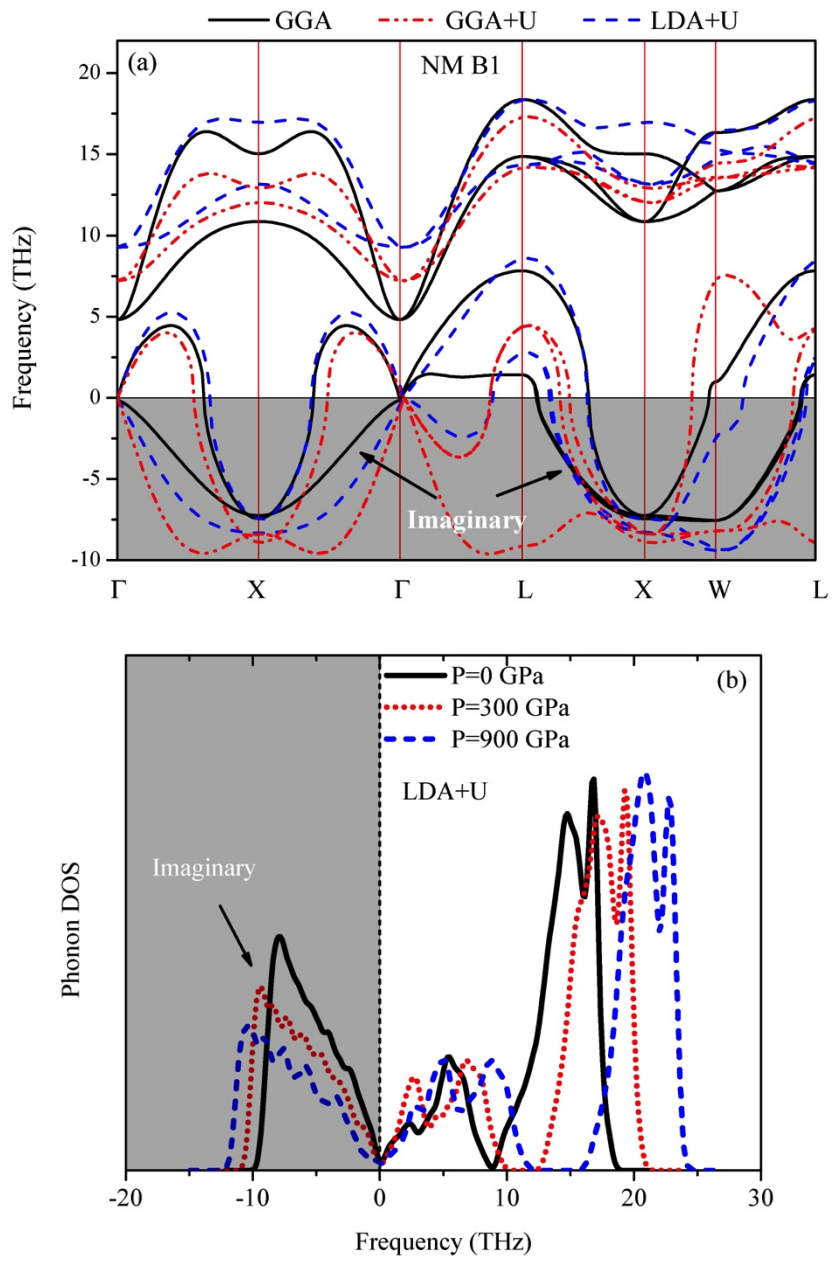 GGA GGA+U LDA+U
(a) NM B1
20
15
10
5
0
-5
-10
Frequency (THz)
Imaginary
Γ X Γ L X W L
P=0 GPa (b)
P=300 GPa
P=900 GPa
LDA+U
Imaginary
Phonon DOS
-20 -10 0 10 20 30
Frequency (THz)